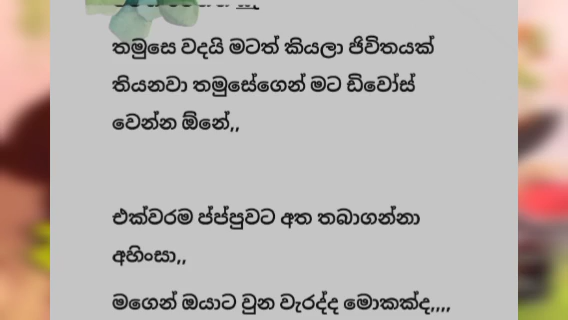 තමුසෙ වදයි මටත් කියලා ජිවිතයක්
තියනවා තමුසේගෙන් මට ඩිවෝස්
වෙන්න ඕනේ,,
එක්වරම ප්ප්පුවට අත තබාගන්නා
අහිංසා,,
මගෙන් ඔයාට වුන වැරද්ද මොකක්ද,,,,